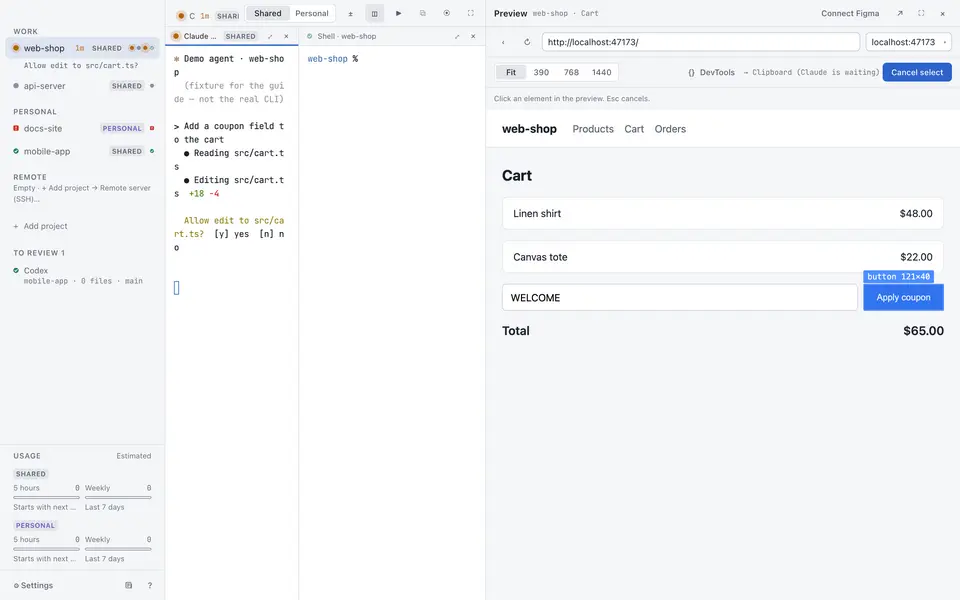 WORK
web-shop 1m SHARED
Allow edit to src/cart.ts?
api-server SHARED
PERSONAL
docs-site PERSONAL
mobile-app SHARED
REMOTE
Empty · + Add project → Remote server (SSH)...
+ Add project
TO REVIEW 1
Codex
mobile-app · 0 files · main
USAGE Estimated
SHARED
5 hours 0 Weekly 0
Starts with next ... Last 7 days
PERSONAL
5 hours 0 Weekly 0
Starts with next ... Last 7 days
Settings ?
C 1m SHARI Shared Personal ±
Claude ... SHARED
✻ Demo agent · web-sho
p
(fixture for the gui
de — not the real CLI)
> Add a coupon field t
o the cart
● Reading src/cart.t
s
● Editing src/cart.t
s +18 -4
Allow edit to src/ca
rt.ts? [y] yes [n] n
o
Shell · web-shop
web-shop %
Preview web-shop · Cart Connect Figma
http://localhost:47173/ localhost:47173
Fit 390 768 1440 {} DevTools → Clipboard (Claude is waiting) Cancel select
Click an element in the preview. Esc cancels.
web-shop Products Cart Orders
Cart
Linen shirt $48.00
Canvas tote $22.00
button 121×40
WELCOME Apply coupon
Total $65.00